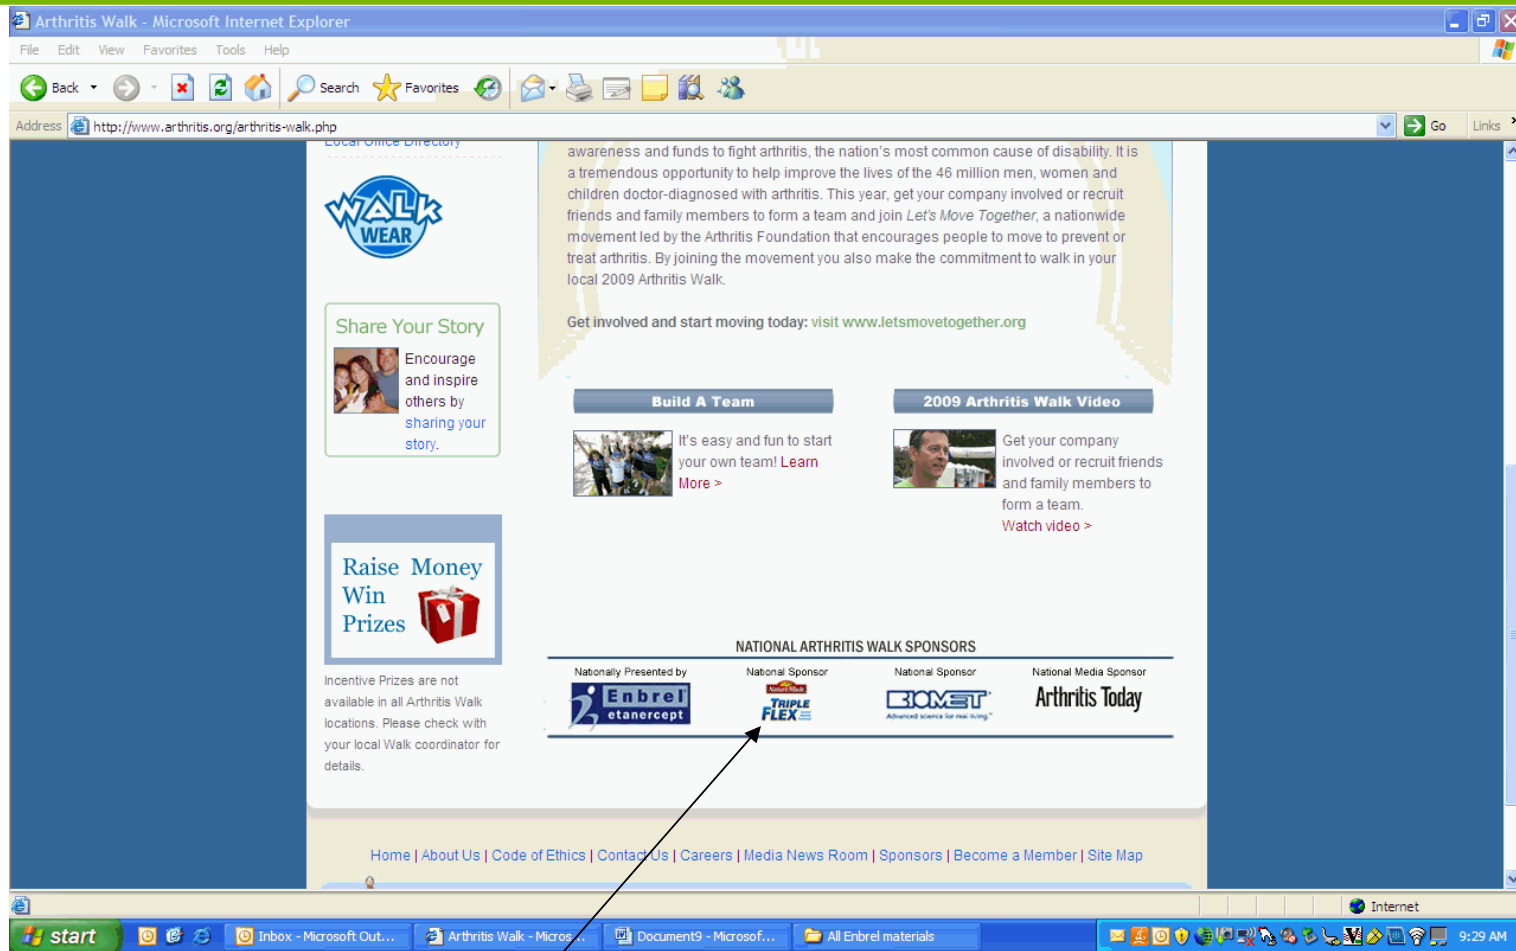 Arthritis Walk - Microsoft Internet Explorer
File Edit View Favorites Tools Help
Back Search Favorites
Address http://www.arthritis.org/arthritis-walk.php Go Links
Local Office Directory
WALK
WEAR
Share Your Story
Encourage
and inspire
others by
sharing your
story.
Raise Money
Win
Prizes
Incentive Prizes are not
available in all Arthritis Walk
locations. Please check with
your local Walk coordinator for
details.
awareness and funds to fight arthritis, the nation's most common cause of disability. It is
a tremendous opportunity to help improve the lives of the 46 million men, women and
children doctor-diagnosed with arthritis. This year, get your company involved or recruit
friends and family members to form a team and join Let's Move Together, a nationwide
movement led by the Arthritis Foundation that encourages people to move to prevent or
treat arthritis. By joining the movement you also make the commitment to walk in your
local 2009 Arthritis Walk.
Get involved and start moving today: visit www.letsmovetogether.org
Build A Team
It's easy and fun to start
your own team! Learn
More >
2009 Arthritis Walk Video
Get your company
involved or recruit friends
and family members to
form a team.
Watch video >
NATIONAL ARTHRITIS WALK SPONSORS
Nationally Presented by
Enbrel
etanercept
National Sponsor
Nature Made
TRIPLE
FLEX
National Sponsor
BIOMET
Advanced science for real living.
National Media Sponsor
Arthritis Today
Home | About Us | Code of Ethics | Contact Us | Careers | Media News Room | Sponsors | Become a Member | Site Map
Internet
start Inbox - Microsoft Out... Arthritis Walk - Micros... Document9 - Microsof... All Enbrel materials 9:29 AM